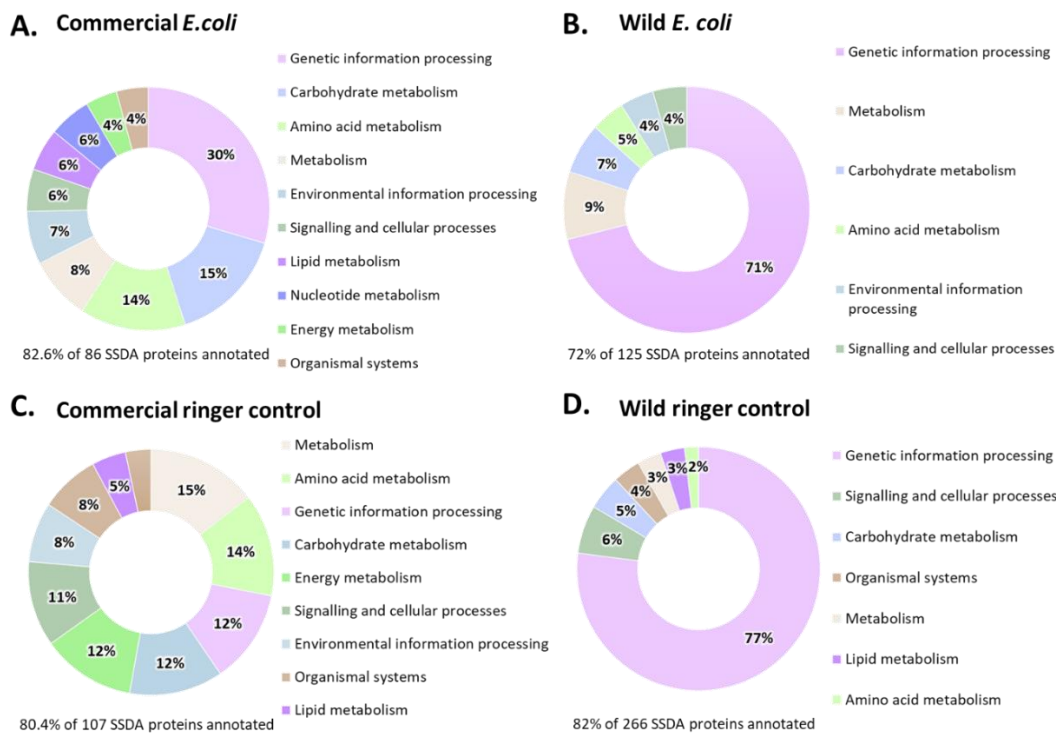 A. Commercial E.coli
30%
15%
14%
8%
7%
6%
6%
6%
4%
4%
Genetic information processing
Carbohydrate metabolism
Amino acid metabolism
Metabolism
Environmental information processing
Signalling and cellular processes
Lipid metabolism
Nucleotide metabolism
Energy metabolism
Organismal systems
82.6% of 86 SSDA proteins annotated
B. Wild E. coli
71%
9%
7%
5%
4%
4%
Genetic information processing
Metabolism
Carbohydrate metabolism
Amino acid metabolism
Environmental information
processing
Signalling and cellular processes
72% of 125 SSDA proteins annotated
C. Commercial ringer control
15%
14%
12%
12%
12%
11%
8%
8%
5%
Metabolism
Amino acid metabolism
Genetic information processing
Carbohydrate metabolism
Energy metabolism
Signalling and cellular processes
Environmental information processing
Organismal systems
Lipid metabolism
80.4% of 107 SSDA proteins annotated
D. Wild ringer control
77%
6%
5%
4%
3%
3%
2%
Genetic information processing
Signalling and cellular processes
Carbohydrate metabolism
Organismal systems
Metabolism
Lipid metabolism
Amino acid metabolism
82% of 266 SSDA proteins annotated